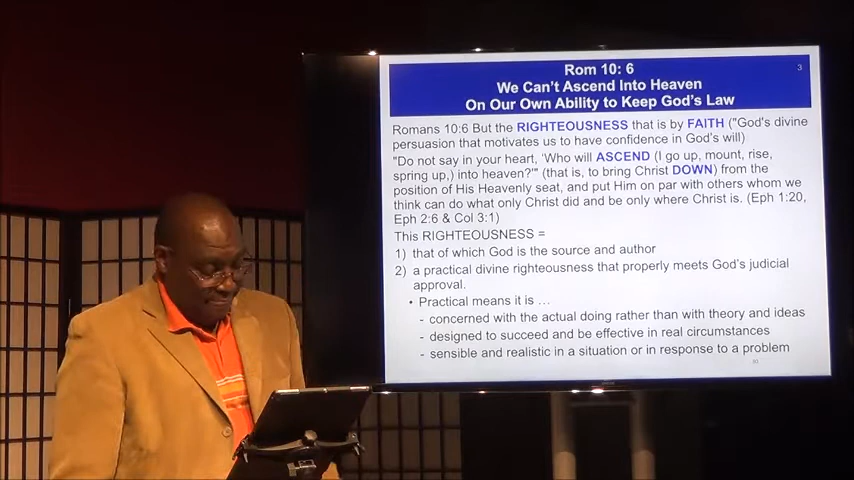 Rom 10: 6
3
We Can't Ascend Into Heaven
On Our Own Ability to Keep God's Law
Romans 10:6 But the RIGHTEOUSNESS that is by FAITH ("God's divine
persuasion that motivates us to have confidence in God's will)
"Do not say in your heart, 'Who will ASCEND (I go up, mount, rise,
spring up,) into heaven?'" (that is, to bring Christ DOWN) from the
position of His Heavenly seat, and put Him on par with others whom we
think can do what only Christ did and be only where Christ is. (Eph 1:20,
Eph 2:6 & Col 3:1)
This RIGHTEOUSNESS =
1) that of which God is the source and author
2) a practical divine righteousness that properly meets God's judicial
approval.
• Practical means it is …
- concerned with the actual doing rather than with theory and ideas
- designed to succeed and be effective in real circumstances
- sensible and realistic in a situation or in response to a problem